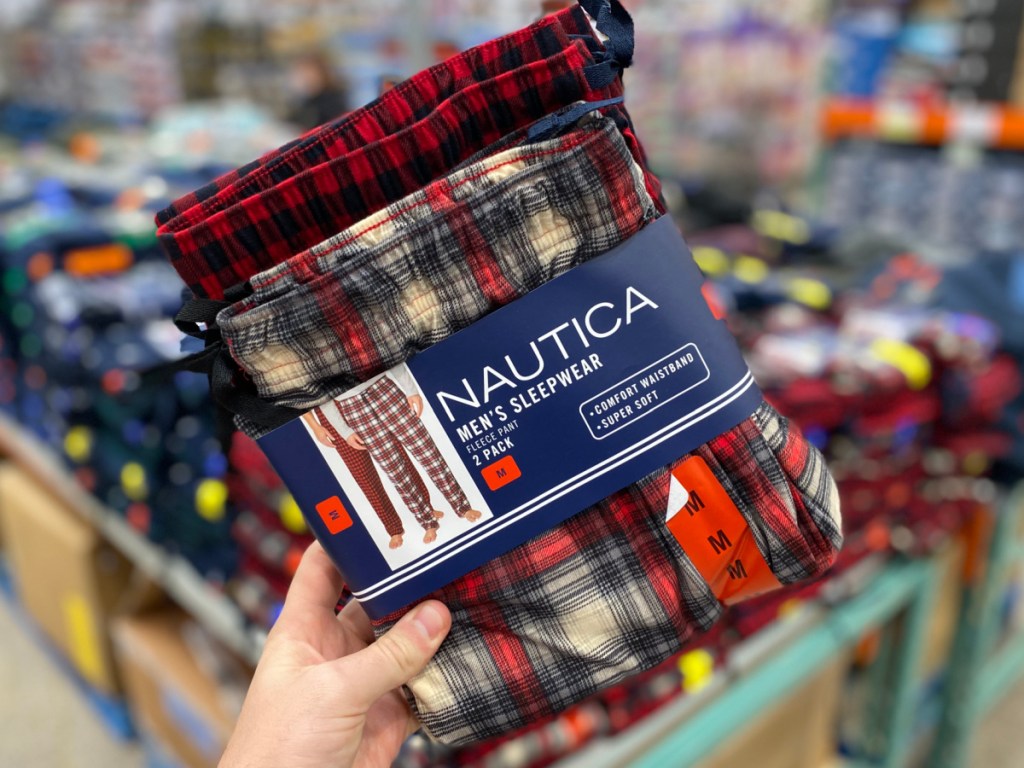 NAUTICA
MEN'S SLEEPWEAR
FLEECE PANT
2 PACK
M
•COMFORT WAISTBAND
•SUPER SOFT
M
M
M
M